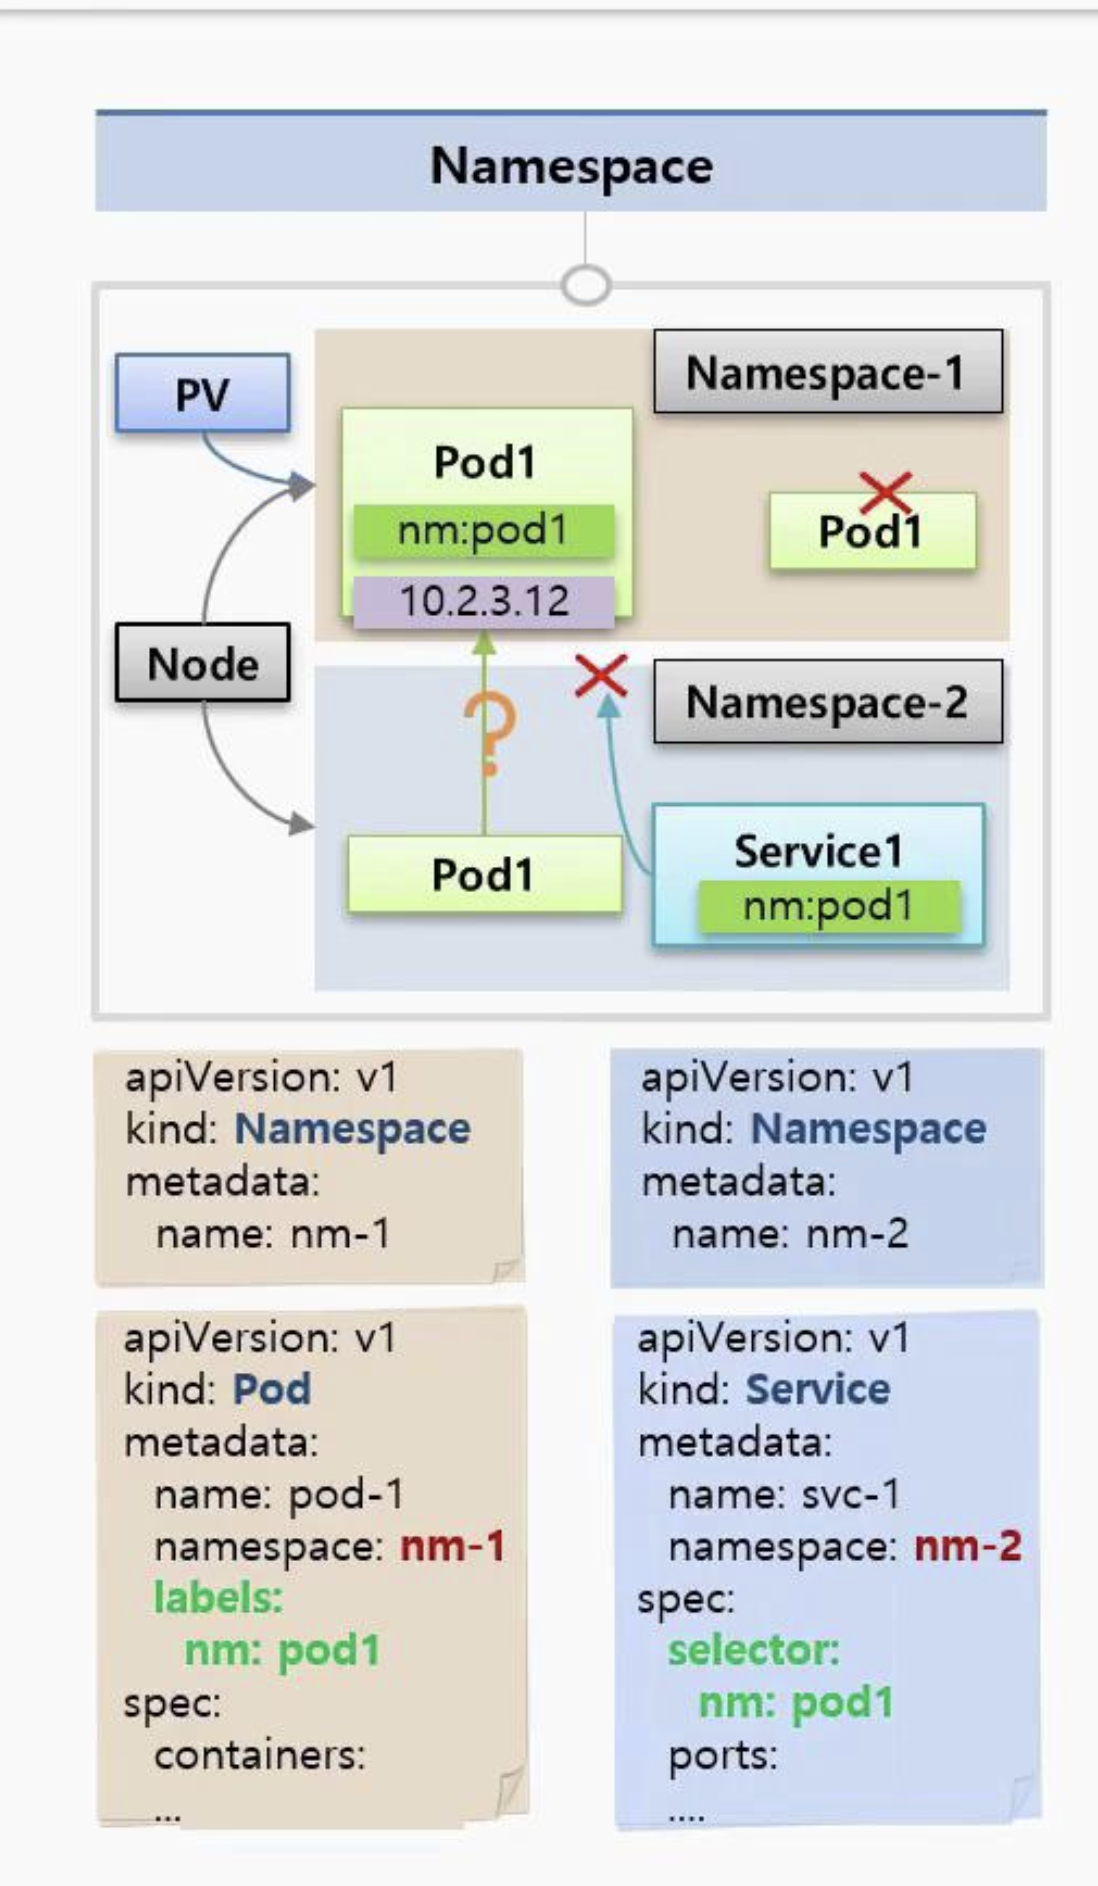 Namespace
PV
Namespace-1
Pod1
nm:pod1
10.2.3.12
Pod1
Node
?
Namespace-2
Pod1
Service1
nm:pod1
apiVersion: v1
kind: Namespace
metadata:
name: nm-1
apiVersion: v1
kind: Namespace
metadata:
name: nm-2
apiVersion: v1
kind: Pod
metadata:
name: pod-1
namespace: nm-1
labels:
nm: pod1
spec:
containers:
...
apiVersion: v1
kind: Service
metadata:
name: svc-1
namespace: nm-2
spec:
selector:
nm: pod1
ports:
....